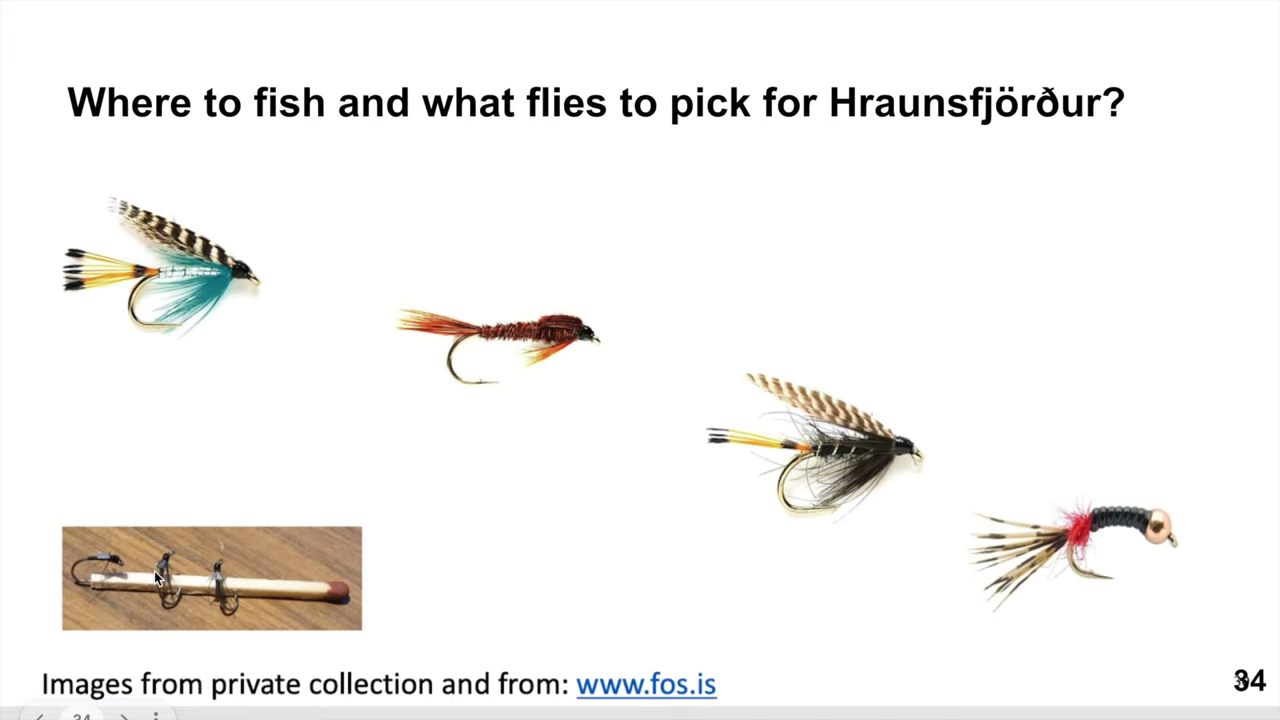 Where to fish and what flies to pick for Hraunsfjörður?
Images from private collection and from: www.fos.is
34
34